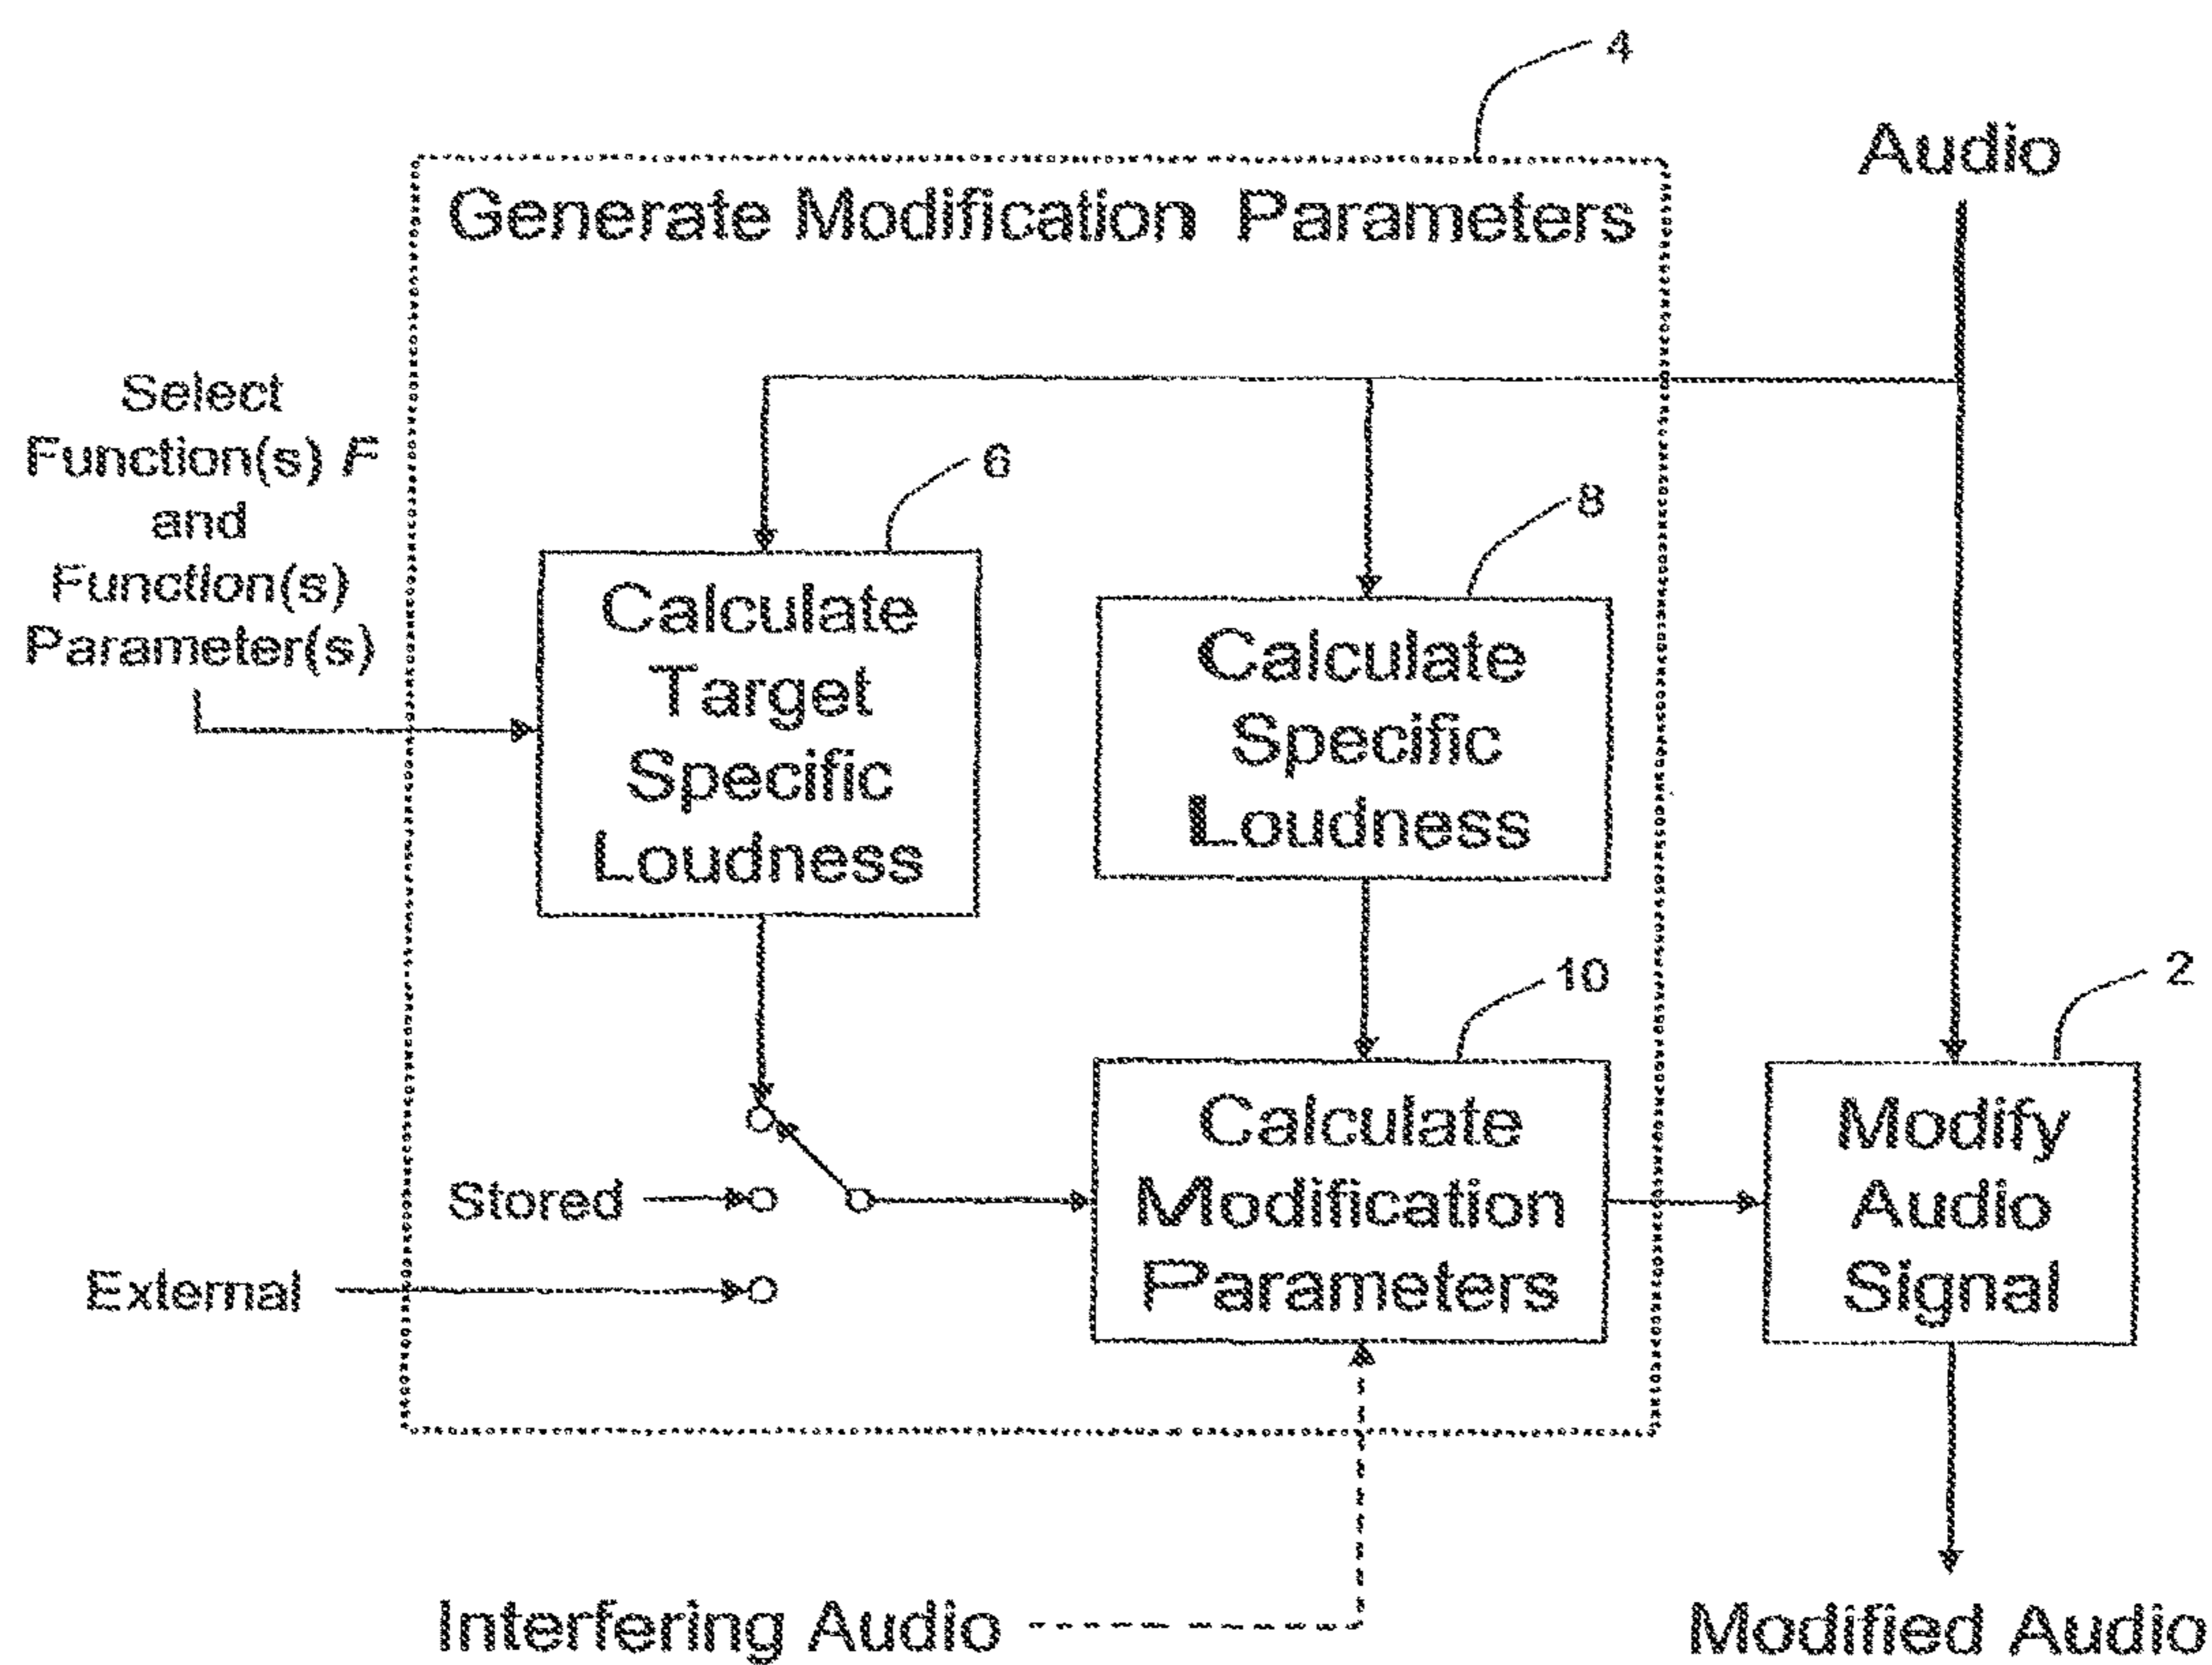 4
Audio
Generate Modification Parameters
Select
Function(s) F
and
Function(s)
Parameter(s)
6
8
Calculate
Target
Specific
Loudness
Calculate
Specific
Loudness
10
2
Calculate
Modification
Parameters
Modify
Audio
Signal
Stored
External
Interfering Audio
Modified Audio